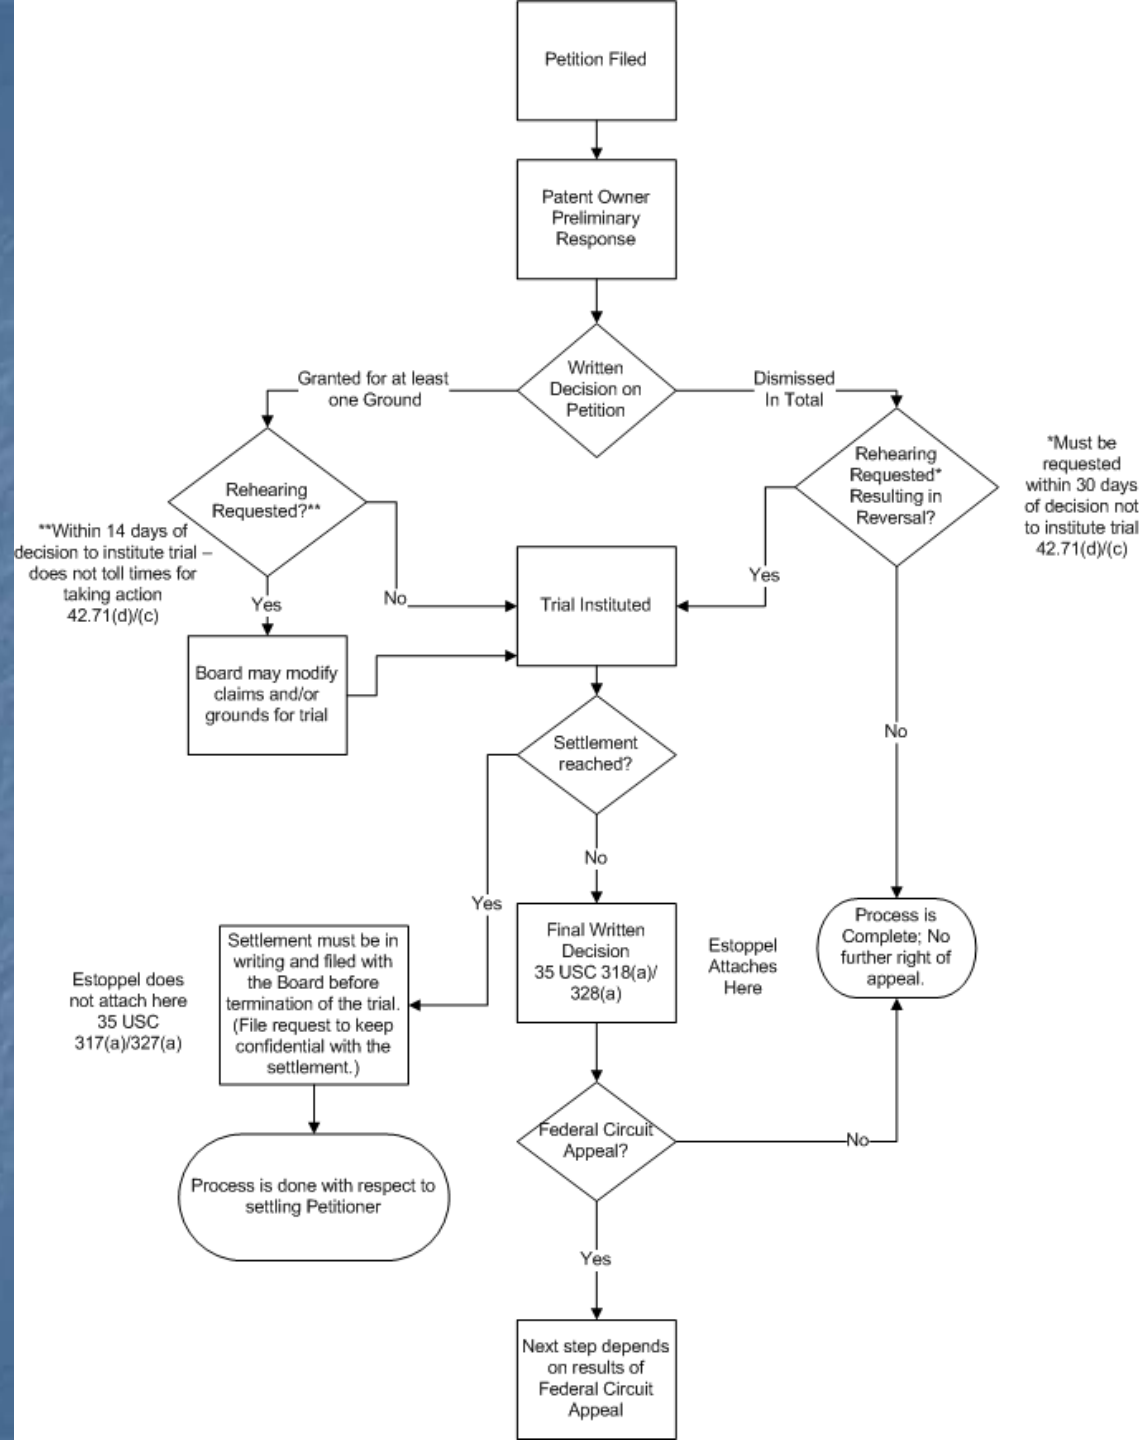 Petition Filed
Patent Owner
Preliminary
Response
Written
Decision on
Petition
Granted for at least
one Ground
Dismissed
In Total
Rehearing
Requested?**
Rehearing
Requested*
Resulting in
Reversal?
*Must be
requested
within 30 days
of decision not
to institute trial
42.71(d)/(c)
**Within 14 days of
decision to institute trial –
does not toll times for
taking action
42.71(d)/(c)
Yes
No
Trial Instituted
Yes
Board may modify
claims and/or
grounds for trial
Settlement
reached?
No
No
Yes
Final Written
Decision
35 USC 318(a)/
328(a)
Estoppel
Attaches
Here
Process is
Complete; No
further right of
appeal.
Estoppel does
not attach here
35 USC
317(a)/327(a)
Settlement must be in
writing and filed with
the Board before
termination of the trial.
(File request to keep
confidential with the
settlement.)
Federal Circuit
Appeal?
No
Process is done with respect to
settling Petitioner
Yes
Next step depends
on results of
Federal Circuit
Appeal